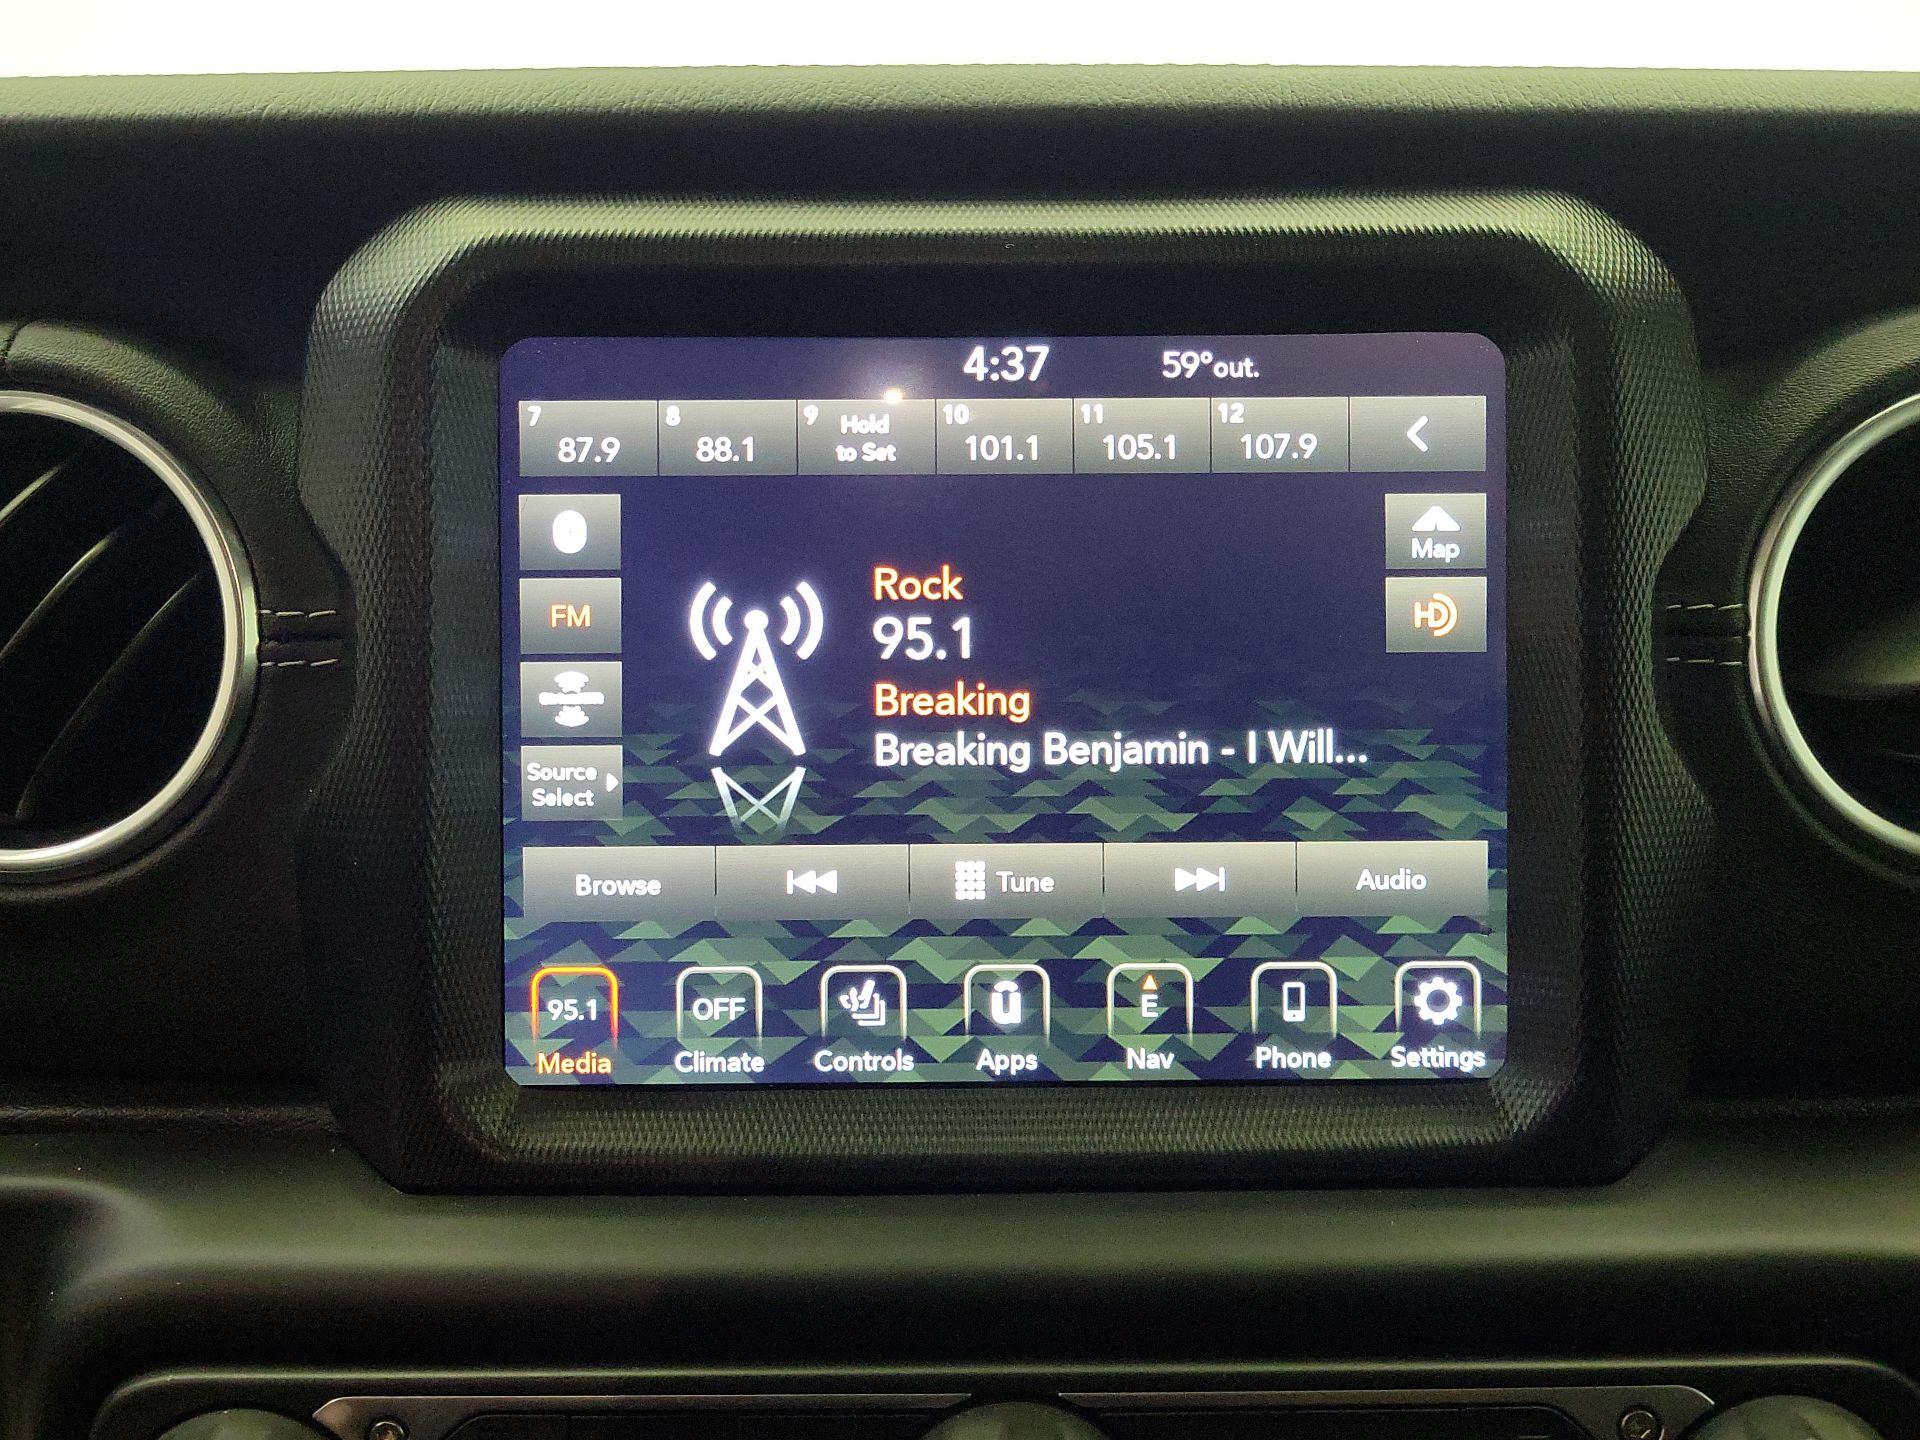 4:37 59°out.
7 87.9
8 88.1
9 Hold
to Set
10 101.1
11 105.1
12 107.9
Map
FM
HD
Rock
95.1
Breaking
Breaking Benjamin - I Will...
Source
Select
Browse Tune Audio
95.1 OFF E
Media Climate Controls Apps Nav Phone Settings